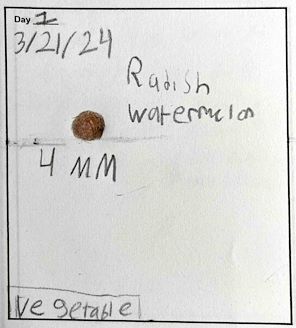 Day 1
3/21/24
Radish
watermelon
4 MM
Vegetable